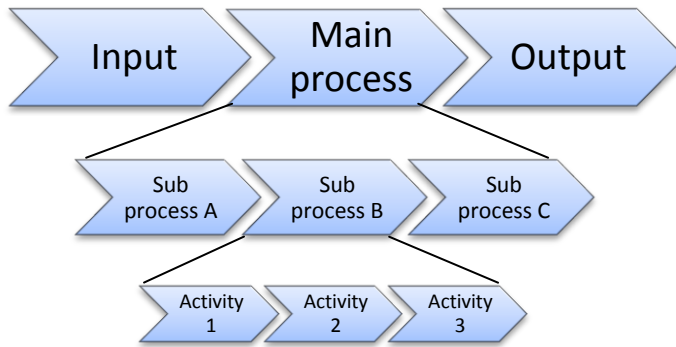 Input
Main
process
Output
Sub
process A
Sub
process B
Sub
process C
Activity
1
Activity
2
Activity
3